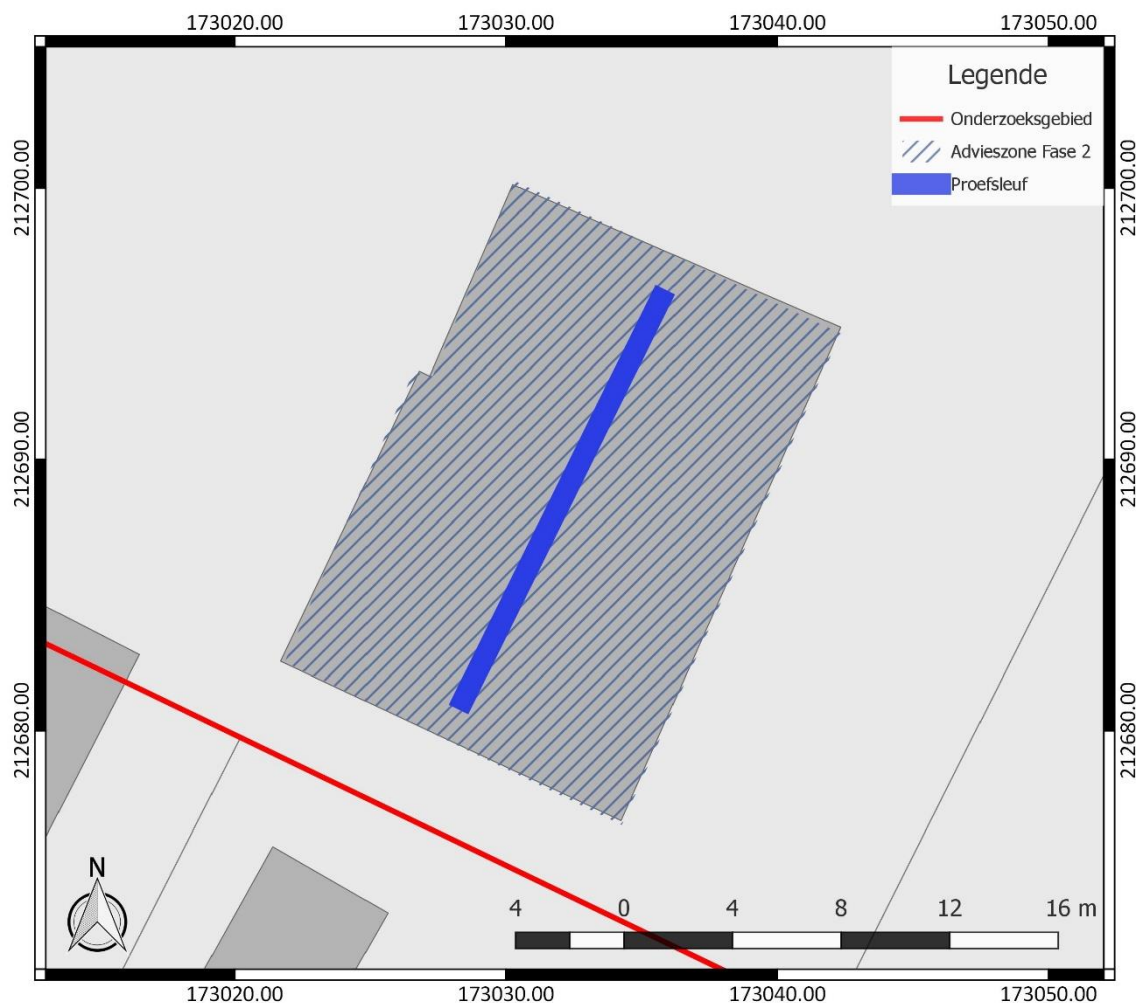 173020.00 173030.00 173040.00 173050.00
Legende
Onderzoeksgebied
Advieszone Fase 2
Proefsleuf
212700.00 212700.00
212690.00 212690.00
212680.00 212680.00
N
4 0 4 8 12 16 m
173020.00 173030.00 173040.00 173050.00